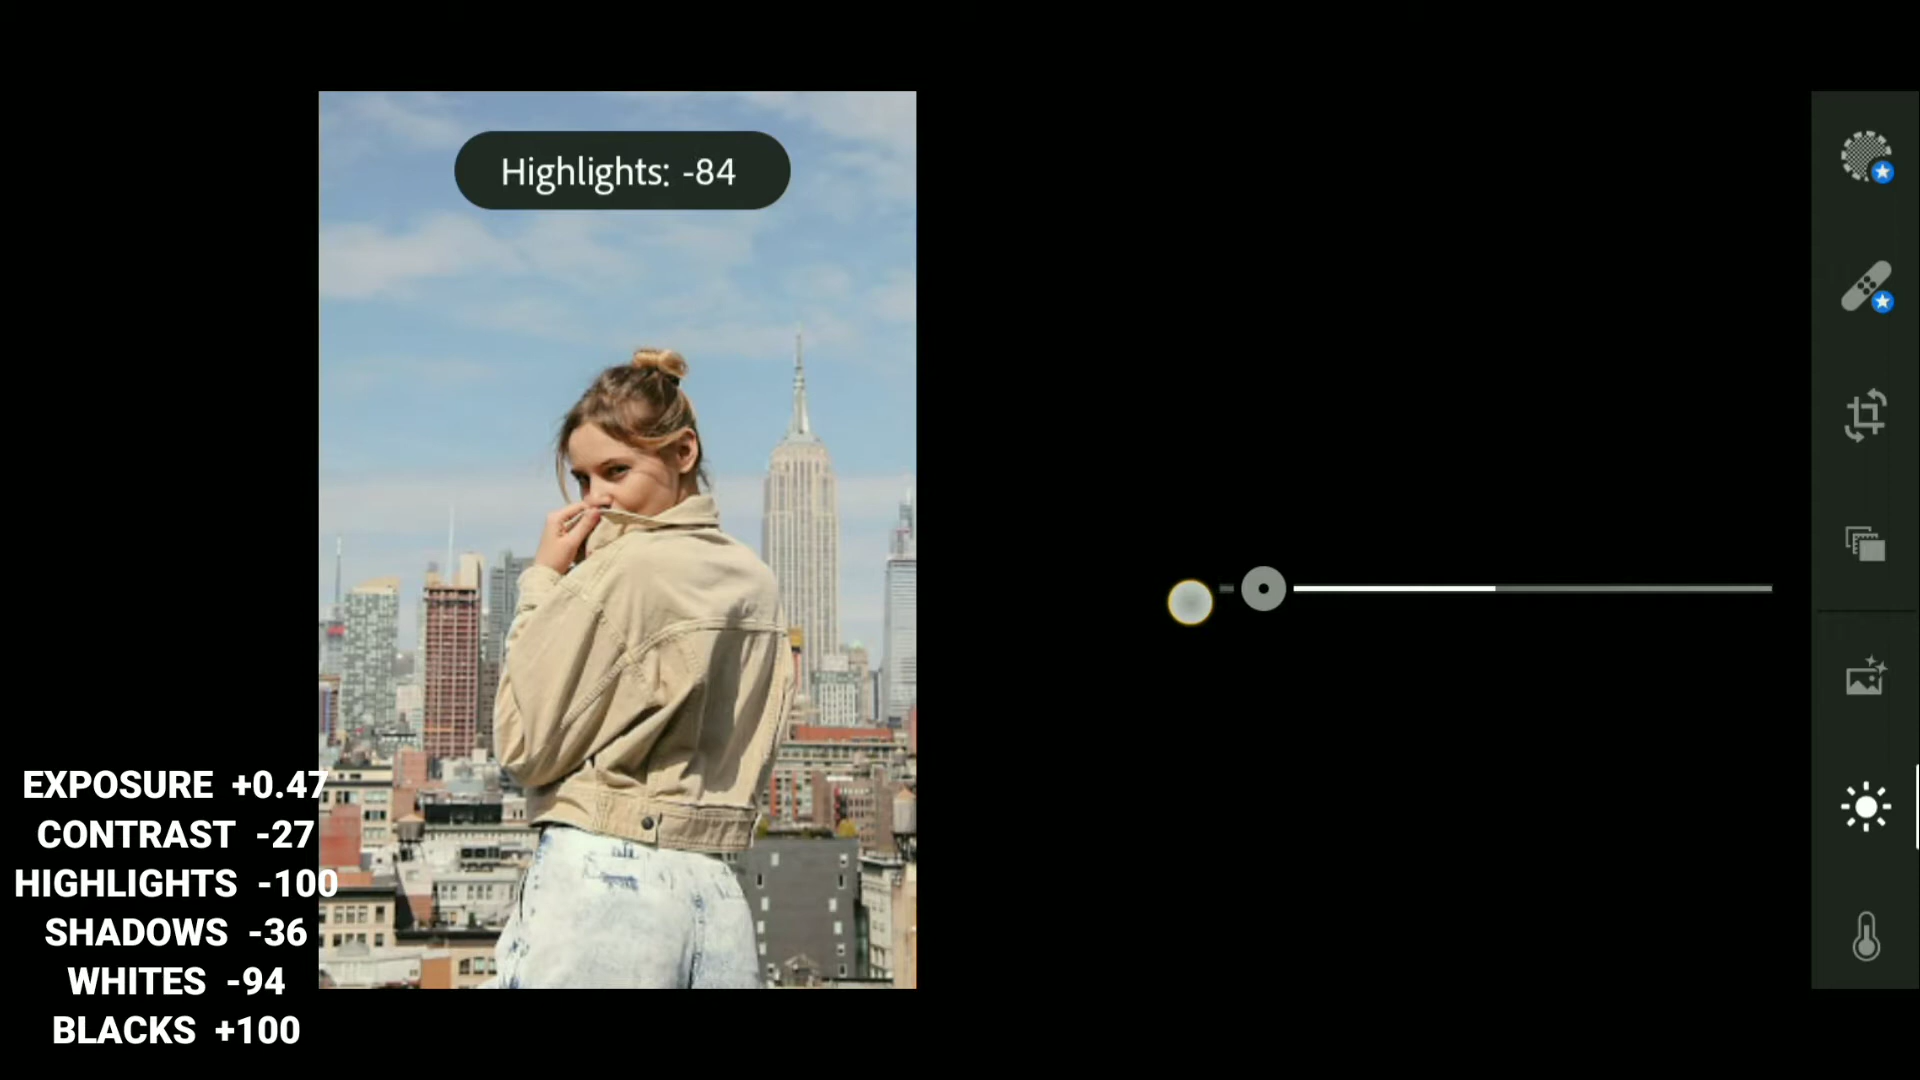 Highlights: -84
EXPOSURE +0.47
CONTRAST -27
HIGHLIGHTS -100
SHADOWS -36
WHITES -94
BLACKS +100